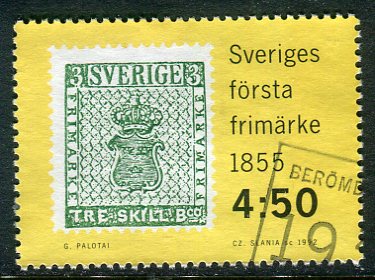 3 SVERIGE 3
FRIMÄRKE
FRIMÄRKE
TRE SKILL. Bco
Sveriges
första
frimärke
1855
4:50
G. PALOTAI
CZ. SLANIA sc 1992
BERÖM
19